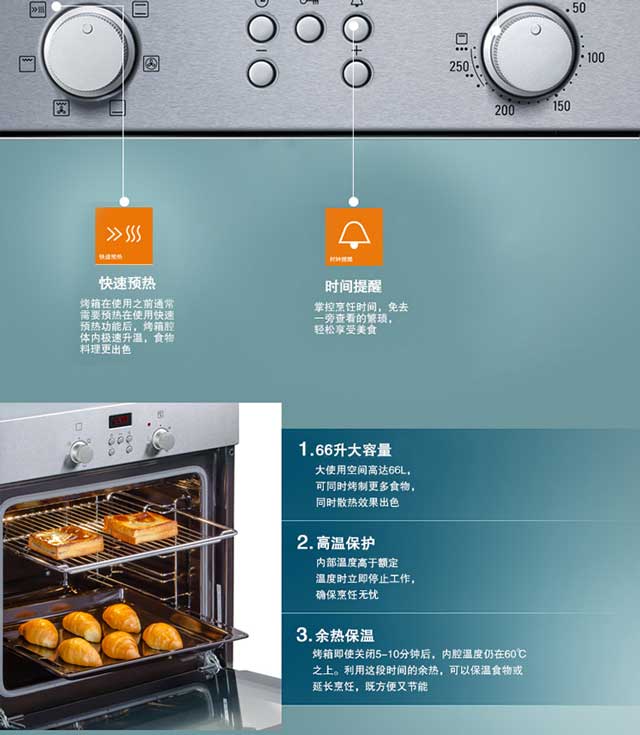 50
100
150
200
250
快速预热
时钟提醒
快速预热
烤箱在使用之前通常
需要预热在使用快速
预热功能后，烤箱腔
体内极速升温，食物
料理更出色
时间提醒
掌控烹饪时间，免去
一旁查看的繁琐，
轻松享受美食
1.66升大容量
大使用空间高达66L，
可同时烤制更多食物，
同时散热效果出色
2.高温保护
内部温度高于额定
温度时立即停止工作，
确保烹饪无忧
3.余热保温
烤箱即使关闭5-10分钟后，内腔温度仍在60℃
之上。利用这段时间的余热，可以保温食物或
延长烹饪，既方便又节能